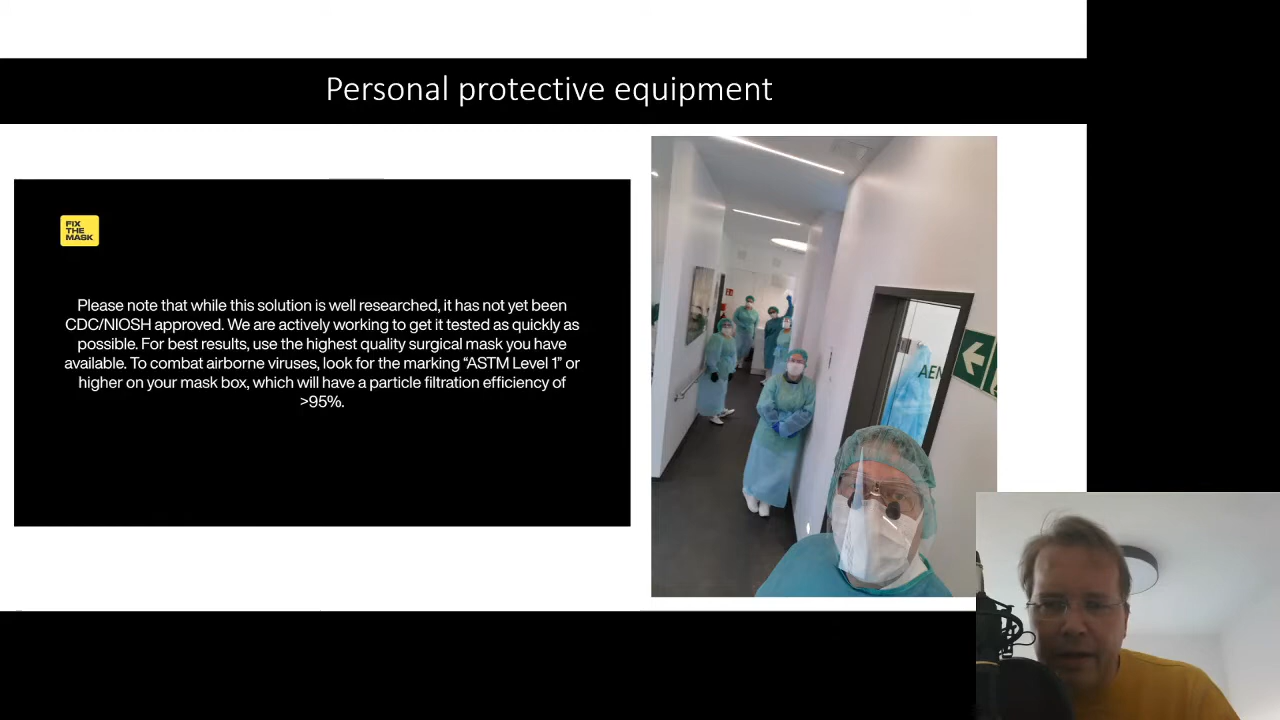 Personal protective equipment
FIX
THE
MASK
Please note that while this solution is well researched, it has not yet been
CDC/NIOSH approved. We are actively working to get it tested as quickly as
possible. For best results, use the highest quality surgical mask you have
available. To combat airborne viruses, look for the marking “ASTM Level 1” or
higher on your mask box, which will have a particle filtration efficiency of
>95%.
AEM